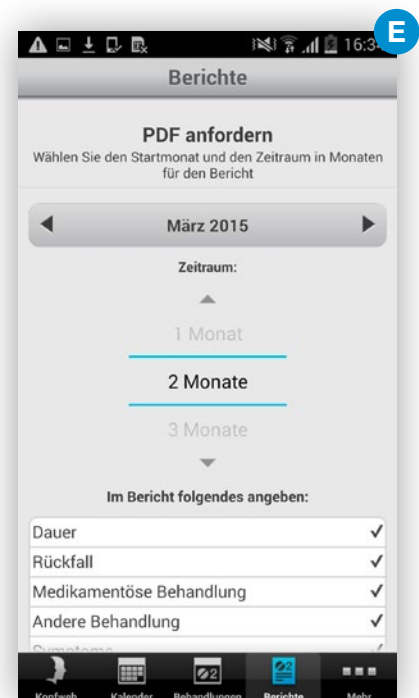 E
16:34
Berichte
PDF anfordern
Wählen Sie den Startmonat und den Zeitraum in Monaten
für den Bericht
März 2015
Zeitraum:
1 Monat
2 Monate
3 Monate
Im Bericht folgendes angeben:
Dauer
Rückfall
Medikamentöse Behandlung
Andere Behandlung
Symptome
Kopfweh Kalender Behandlungen Berichte Mehr